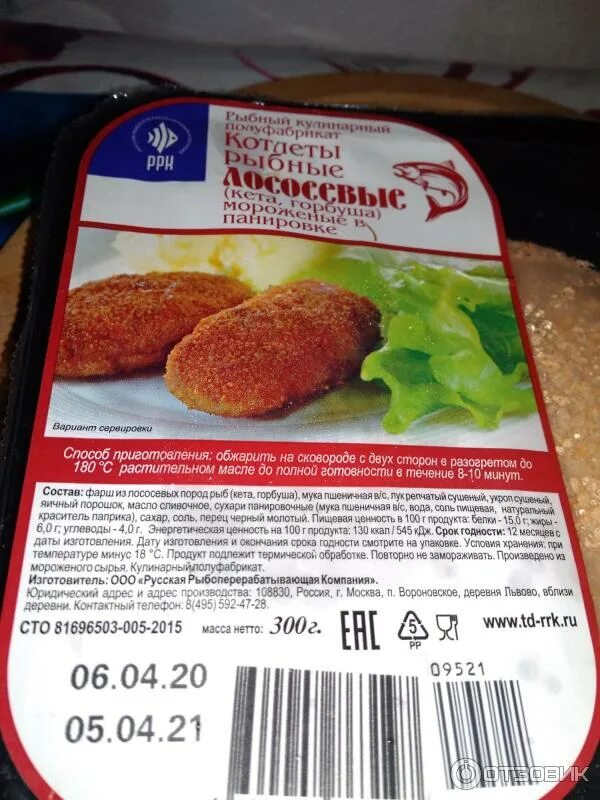 РРК
Рыбный кулинарный
полуфабрикат
Котлеты
рыбные
лососевые
(кета, горбуша)
мороженые в
панировке
Вариант сервировки
Способ приготовления: обжарить на сковороде с двух сторон в разогретом до
180 °C растительном масле до полной готовности в течение 8-10 минут.
Состав: фарш из лососевых пород рыб (кета, горбуша), мука пшеничная в/с, лук репчатый сушеный, укроп сушеный,
яичный порошок, масло сливочное, сухари панировочные (мука пшеничная в/с, вода, соль пищевая, натуральный
краситель паприка), сахар, соль, перец черный молотый. Пищевая ценность в 100 г продукта: белки - 15,0 г; жиры -
6,0 г; углеводы - 4,0 г. Энергетическая ценность на 100 г продукта: 130 ккал / 545 кДж. Срок годности: 12 месяцев с
даты изготовления. Дату изготовления и окончания срока годности смотрите на упаковке. Условия хранения: при
температуре минус 18 °C. Продукт подлежит термической обработке. Повторно не замораживать. Произведено из
мороженого сырья. Кулинарный полуфабрикат.
Изготовитель: ООО «Русская Рыбоперерабатывающая Компания».
Юридический адрес и адрес производства: 108830, Россия, г. Москва, п. Вороновское, деревня Львово, вблизи
деревни. Контактный телефон: 8(495) 592-47-28.
СТО 81696503-005-2015 масса нетто: 300г. ЕАС 5 PP www.td-rrk.ru
09521
06.04.20
05.04.21
ОТЗОВИК